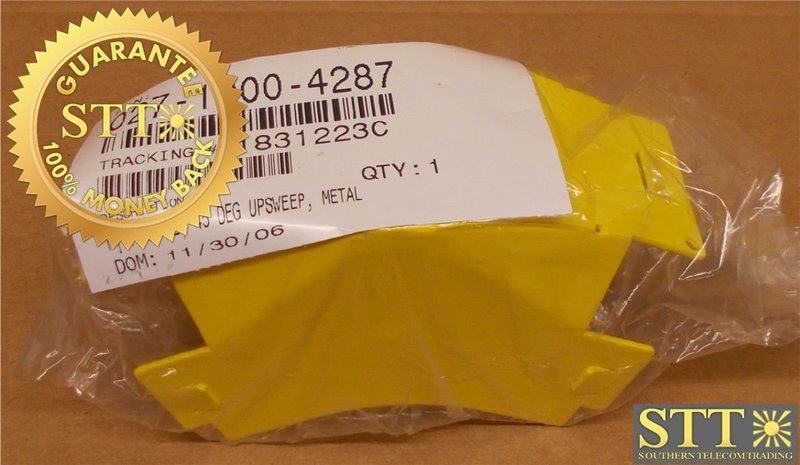 GUARANTEE
STT
100% MONEY BACK
00-4287
831223C
TRACKING
QTY: 1
DEG UPSWEEP, METAL
DOM: 11/30/06
STT
SOUTHERN TELECOM TRADING